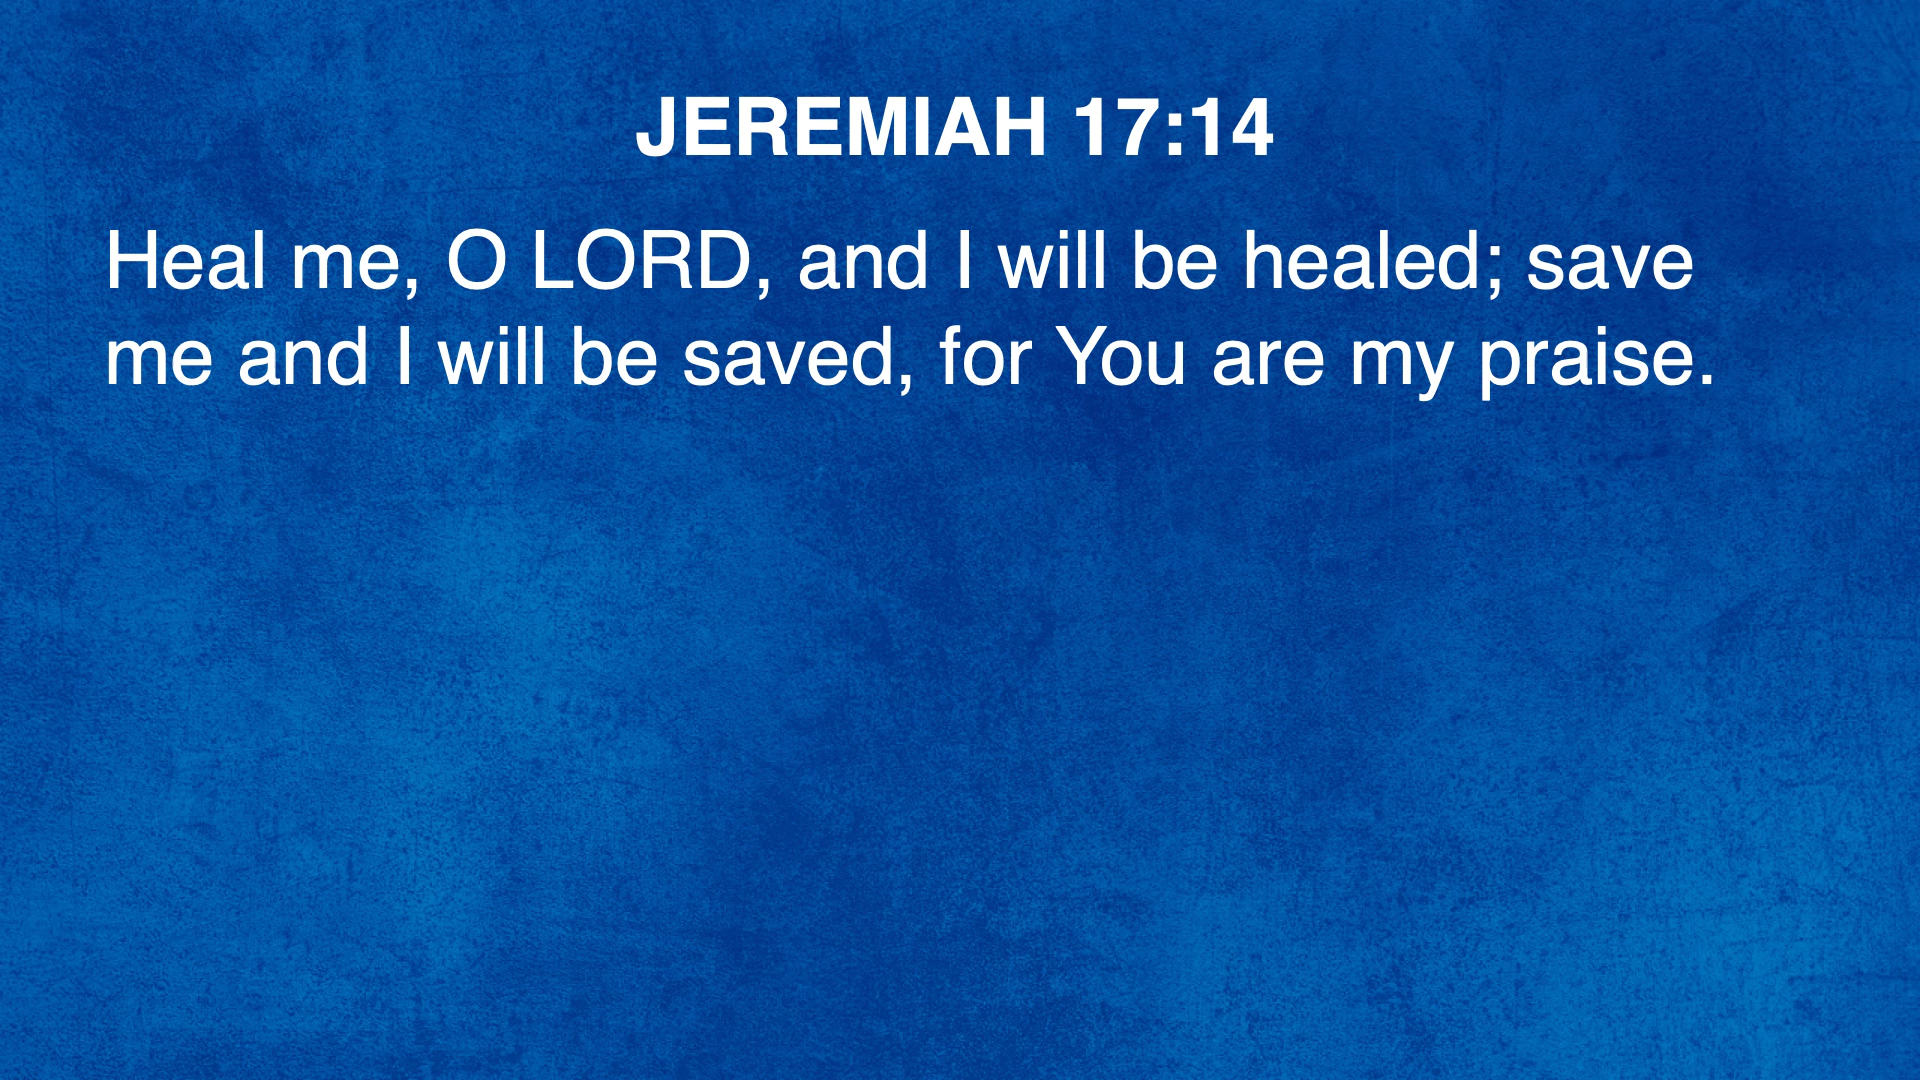 JEREMIAH 17:14
Heal me, O LORD, and I will be healed; save
me and I will be saved, for You are my praise.